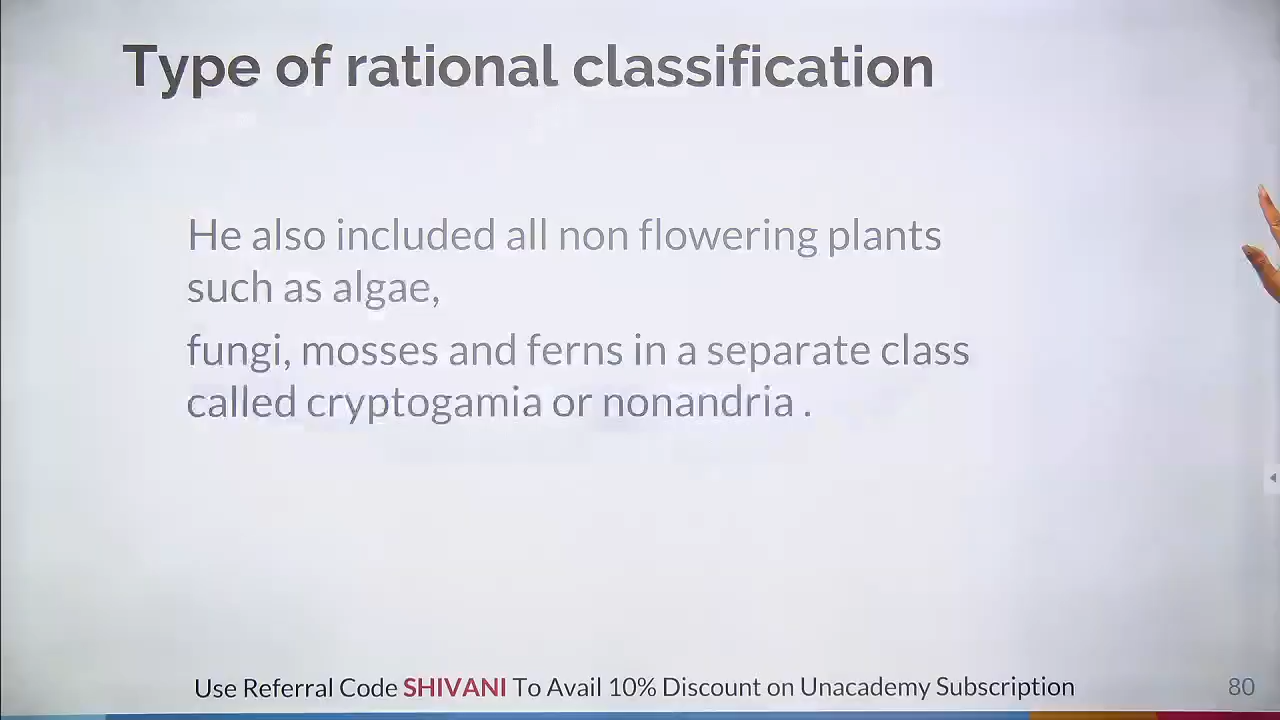 Type of rational classification
He also included all non flowering plants
such as algae,
fungi, mosses and ferns in a separate class
called cryptogamia or nonandria .
Use Referral Code SHIVANI To Avail 10% Discount on Unacademy Subscription
80